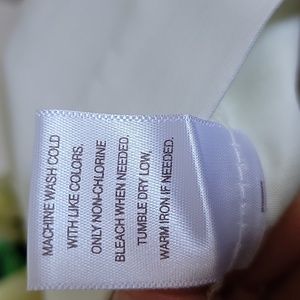 MACHINE WASH COLD
WITH LIKE COLORS.
ONLY NON-CHLORINE
BLEACH WHEN NEEDED.
TUMBLE DRY LOW,
WARM IRON IF NEEDED.